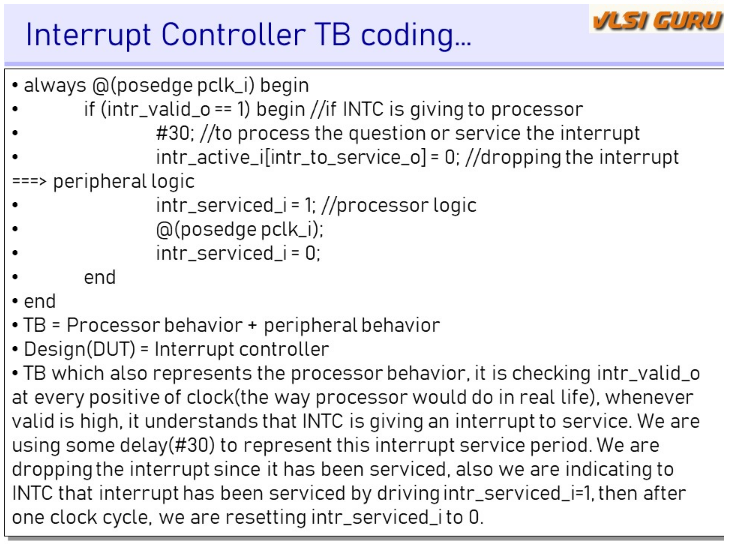 Interrupt Controller TB coding...
VLSI GURU
• always @(posedge pclk_i) begin
• if (intr_valid_o == 1) begin //if INTC is giving to processor
• #30; //to process the question or service the interrupt
• intr_active_i[intr_to_service_o] = 0; //dropping the interrupt
===> peripheral logic
• intr_serviced_i = 1; //processor logic
• @(posedge pclk_i);
• intr_serviced_i = 0;
• end
• end
• TB = Processor behavior + peripheral behavior
• Design(DUT) = Interrupt controller
• TB which also represents the processor behavior, it is checking intr_valid_o
at every positive of clock(the way processor would do in real life), whenever
valid is high, it understands that INTC is giving an interrupt to service. We are
using some delay(#30) to represent this interrupt service period. We are
dropping the interrupt since it has been serviced, also we are indicating to
INTC that interrupt has been serviced by driving intr_serviced_i=1, then after
one clock cycle, we are resetting intr_serviced_i to 0.